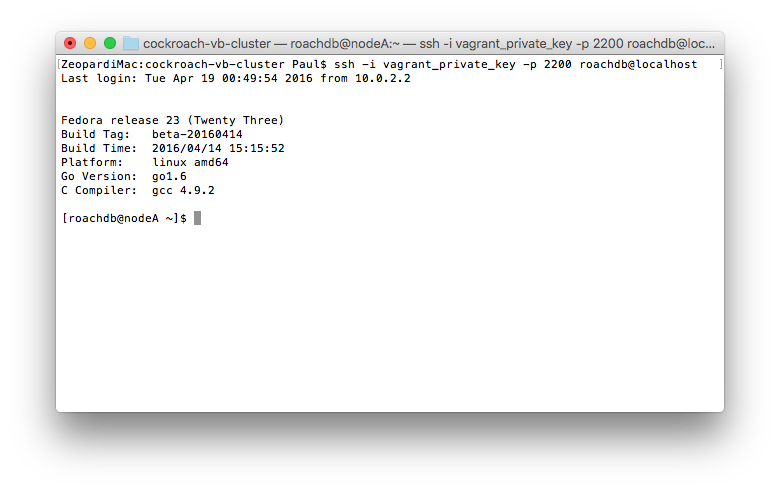 cockroach-vb-cluster — roachdb@nodeA:~ — ssh -i vagrant_private_key -p 2200 roachdb@loc...
[ZeopardiMac:cockroach-vb-cluster Paul$ ssh -i vagrant_private_key -p 2200 roachdb@localhost ]
Last login: Tue Apr 19 00:49:54 2016 from 10.0.2.2
Fedora release 23 (Twenty Three)
Build Tag: beta-20160414
Build Time: 2016/04/14 15:15:52
Platform: linux amd64
Go Version: go1.6
C Compiler: gcc 4.9.2
[roachdb@nodeA ~]$